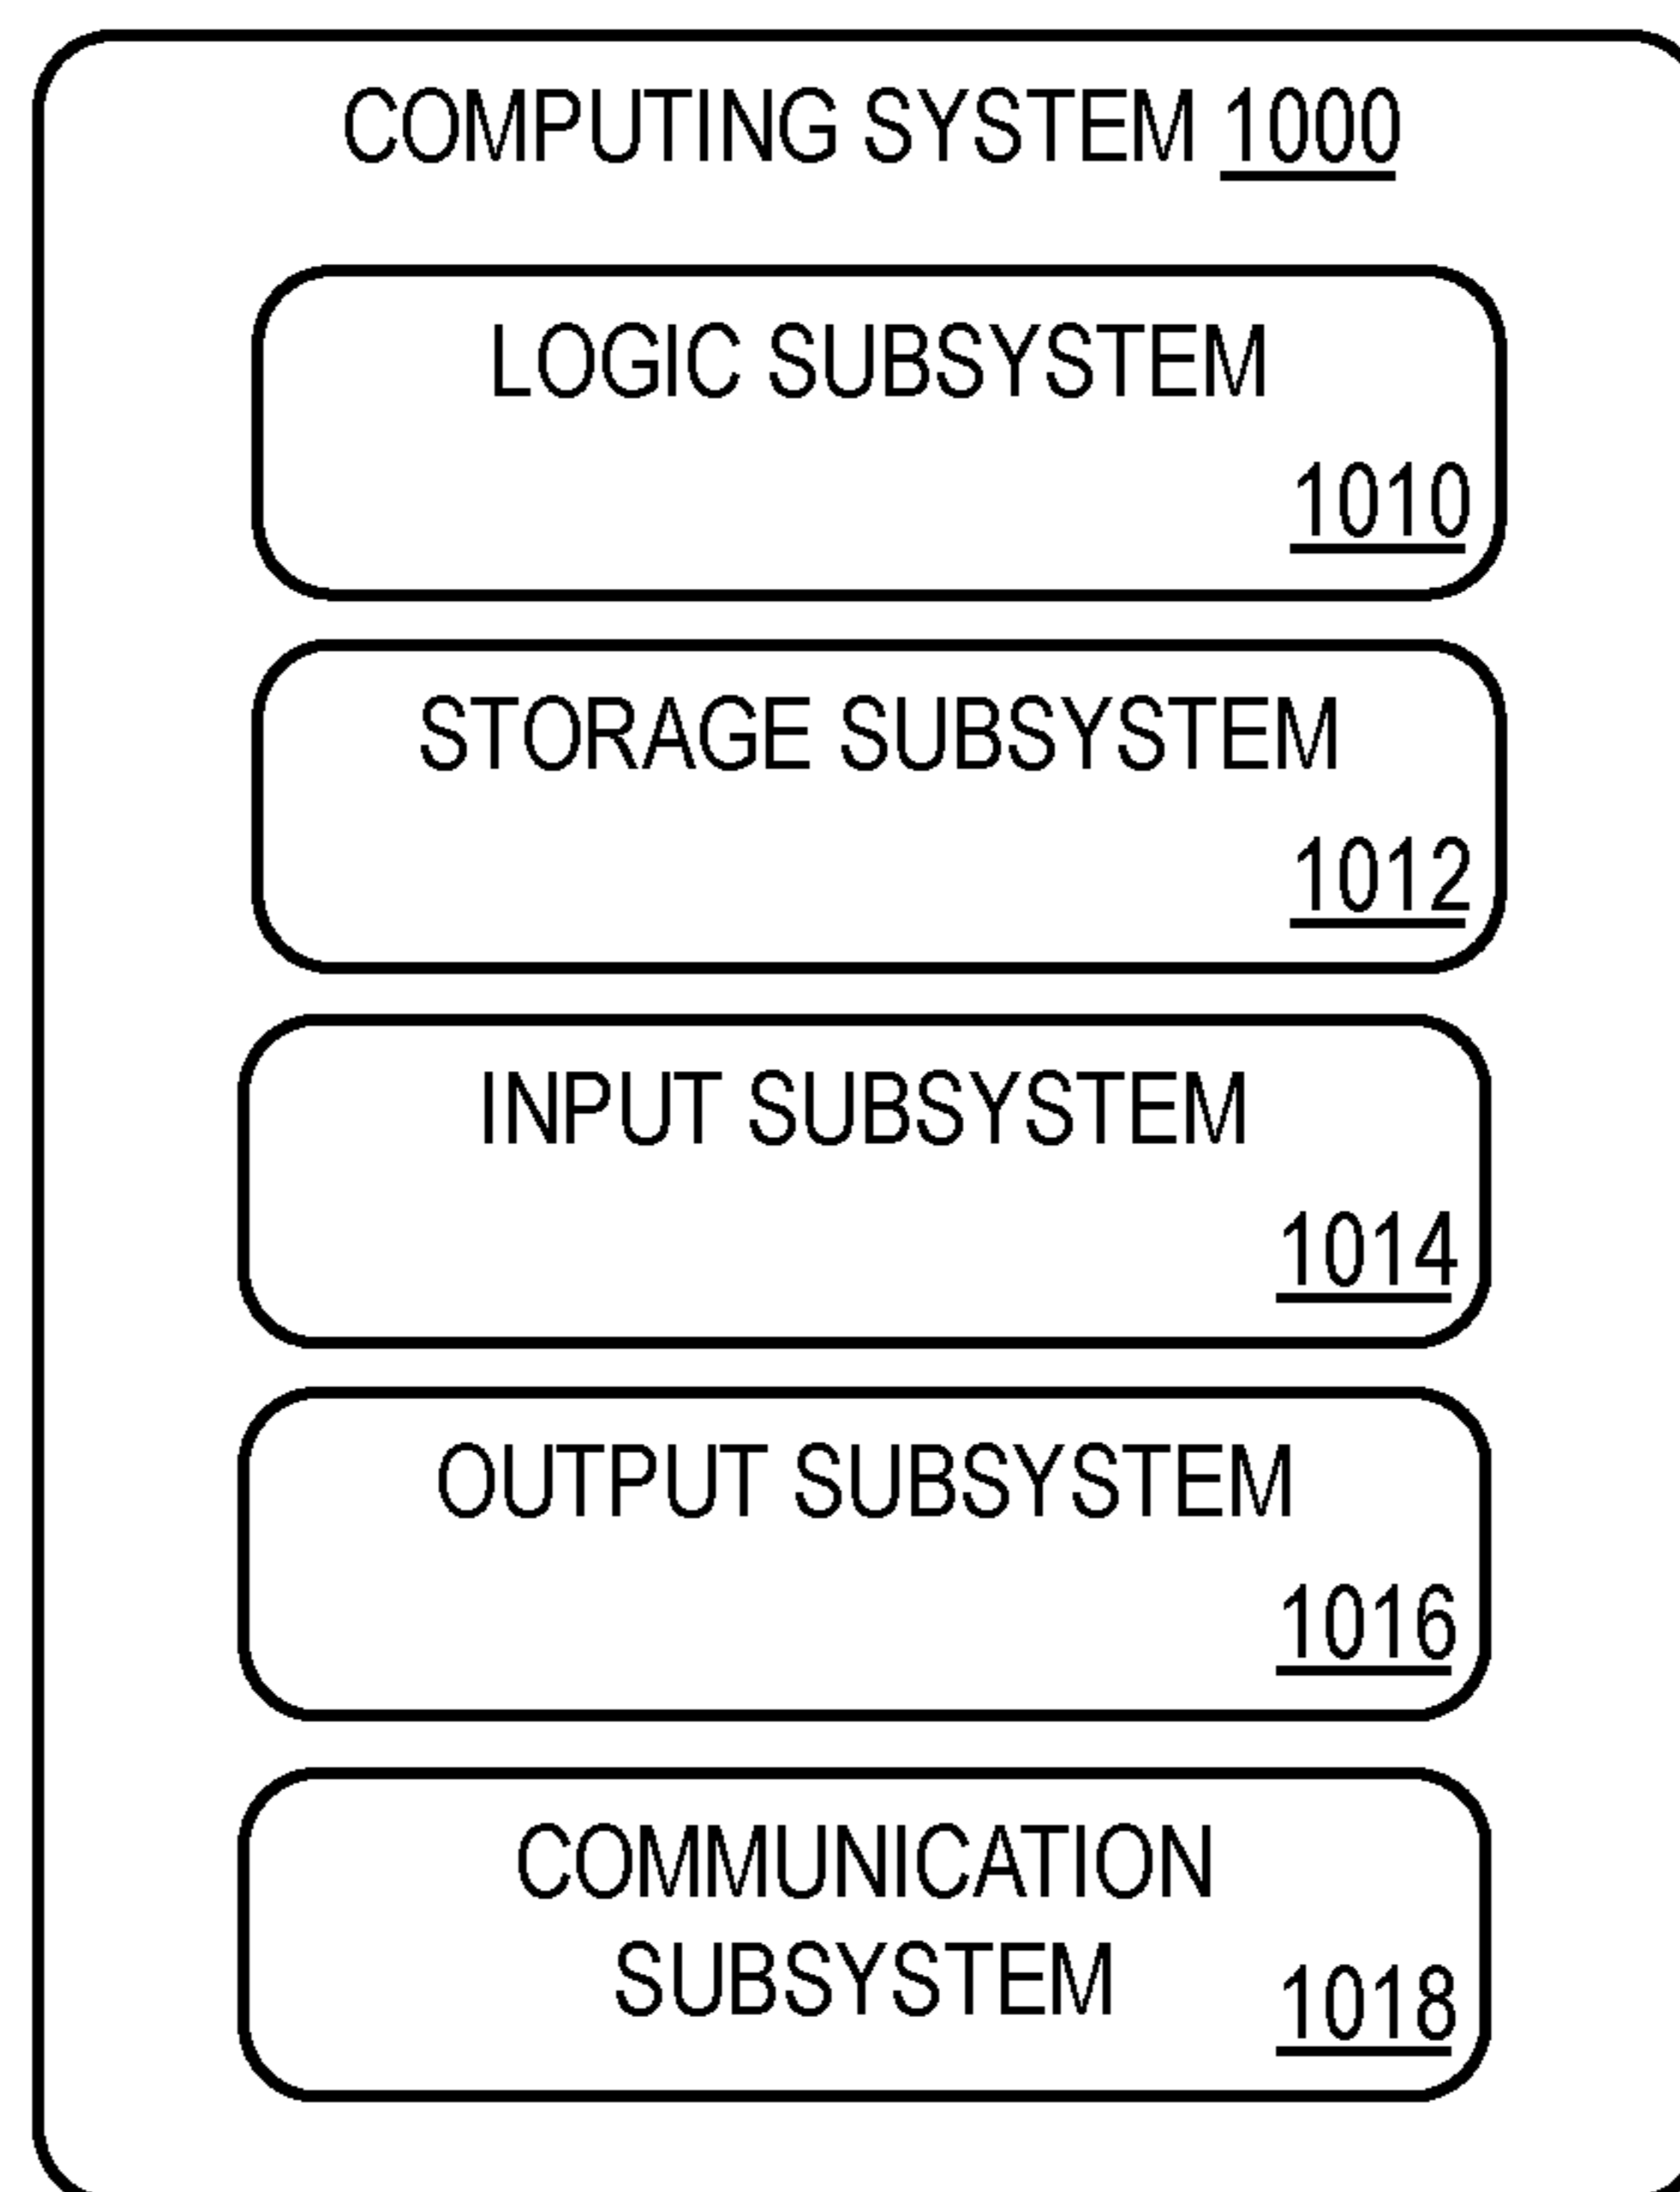 COMPUTING SYSTEM 1000
LOGIC SUBSYSTEM
1010
STORAGE SUBSYSTEM
1012
INPUT SUBSYSTEM
1014
OUTPUT SUBSYSTEM
1016
COMMUNICATION
SUBSYSTEM
1018